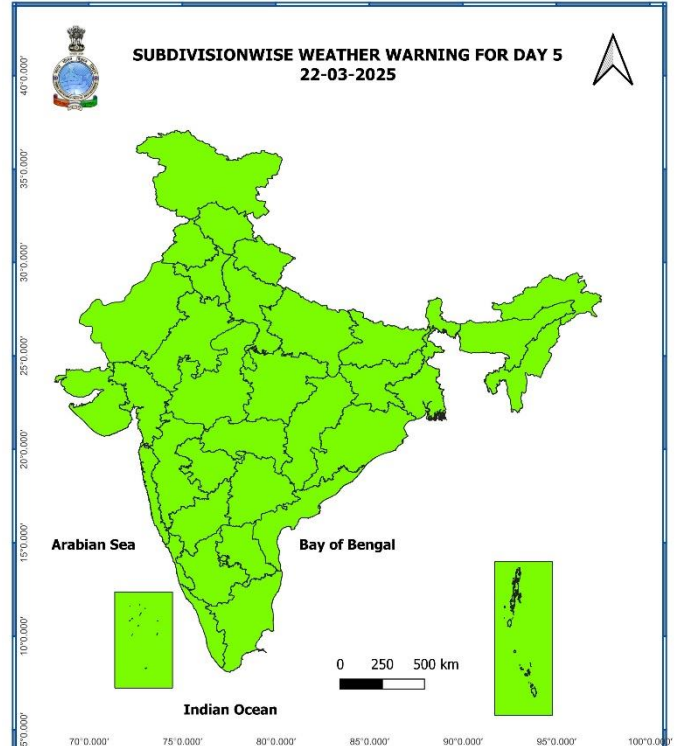 SUBDIVISIONWISE WEATHER WARNING FOR DAY 5
22-03-2025
40°0.000'
35°0.000'
30°0.000'
25°0.000'
20°0.000'
15°0.000'
10°0.000'
5°0.000'
Arabian Sea
Bay of Bengal
0 250 500 km
Indian Ocean
70°0.000' 75°0.000' 80°0.000' 85°0.000' 90°0.000' 95°0.000' 100°0.000'